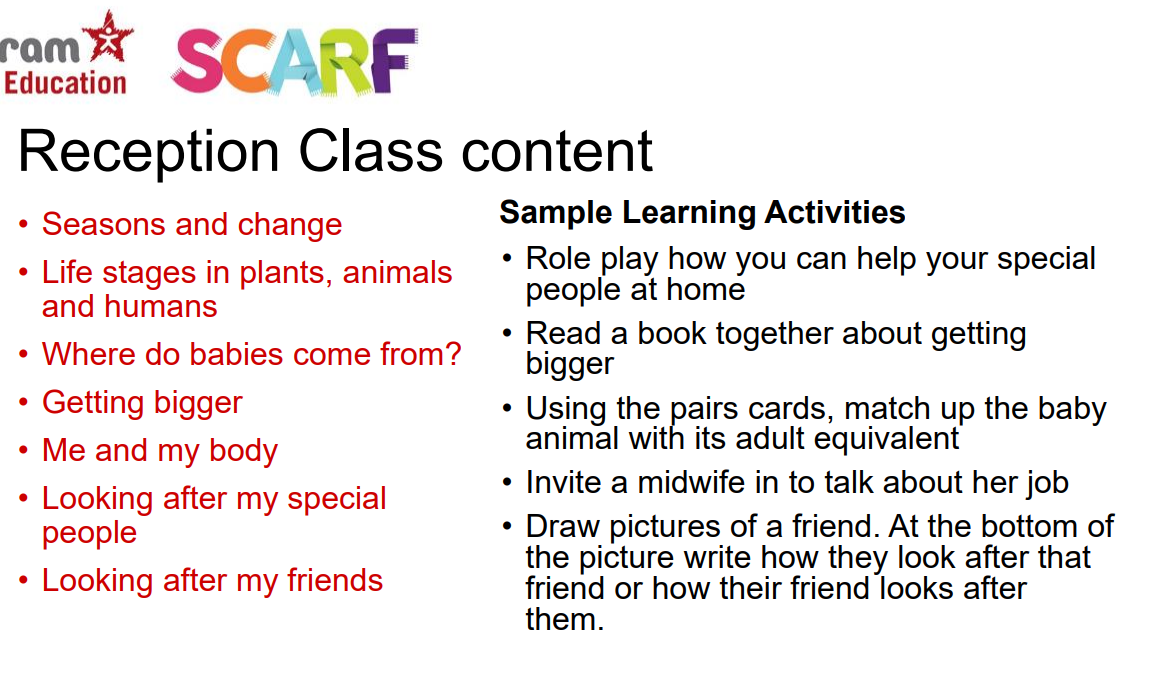 ram
Education
SCARF
Reception Class content
• Seasons and change
• Life stages in plants, animals
and humans
• Where do babies come from?
• Getting bigger
• Me and my body
• Looking after my special
people
• Looking after my friends
Sample Learning Activities
• Role play how you can help your special
people at home
• Read a book together about getting
bigger
• Using the pairs cards, match up the baby
animal with its adult equivalent
• Invite a midwife in to talk about her job
• Draw pictures of a friend. At the bottom of
the picture write how they look after that
friend or how their friend looks after
them.